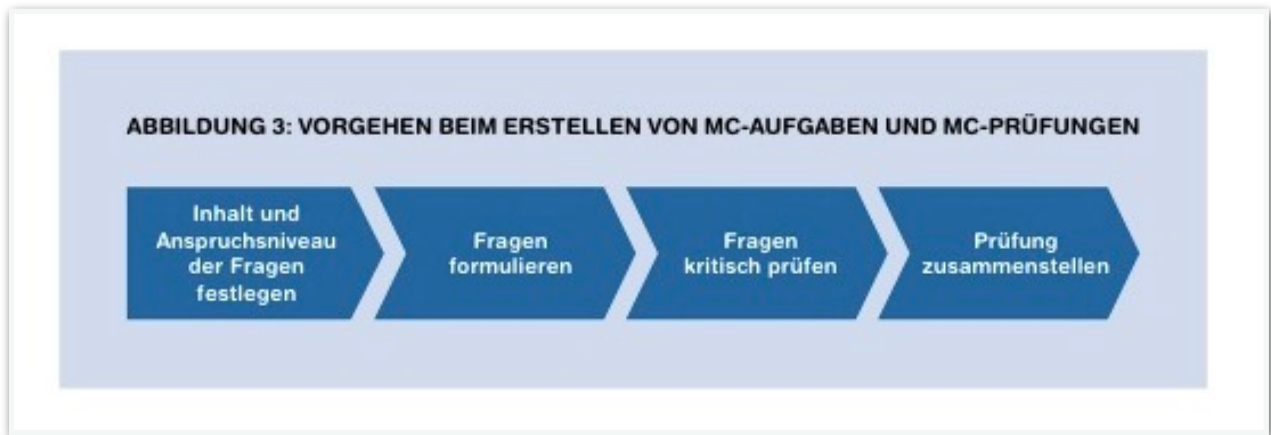 ABBILDUNG 3: VORGEHEN BEIM ERSTELLEN VON MC-AUFGABEN UND MC-PRÜFUNGEN
Inhalt und
Anspruchsniveau
der Fragen
festlegen
Fragen
formulieren
Fragen
kritisch prüfen
Prüfung
zusammenstellen